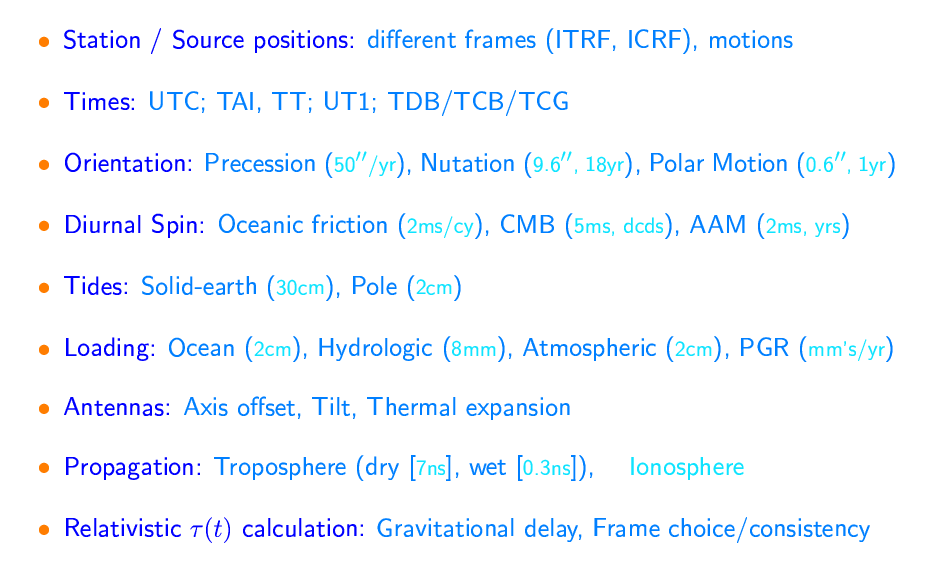 • Station / Source positions: different frames (ITRF, ICRF), motions
• Times: UTC; TAI, TT; UT1; TDB/TCB/TCG
• Orientation: Precession (50″/yr), Nutation (9.6″, 18yr), Polar Motion (0.6″, 1yr)
• Diurnal Spin: Oceanic friction (2ms/cy), CMB (5ms, dcds), AAM (2ms, yrs)
• Tides: Solid-earth (30cm), Pole (2cm)
• Loading: Ocean (2cm), Hydrologic (8mm), Atmospheric (2cm), PGR (mm's/yr)
• Antennas: Axis offset, Tilt, Thermal expansion
• Propagation: Troposphere (dry [7ns], wet [0.3ns]), Ionosphere
• Relativistic τ(t) calculation: Gravitational delay, Frame choice/consistency